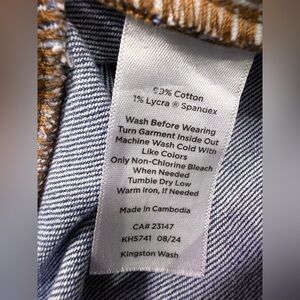 99% Cotton
1% Lycra ® Spandex
Wash Before Wearing
Turn Garment Inside Out
Machine Wash Cold With
Like Colors
Only Non-Chlorine Bleach
When Needed
Tumble Dry Low
Warm Iron, If Needed
Made in Cambodia
CA# 23147
KH5741 08/24
Kingston Wash